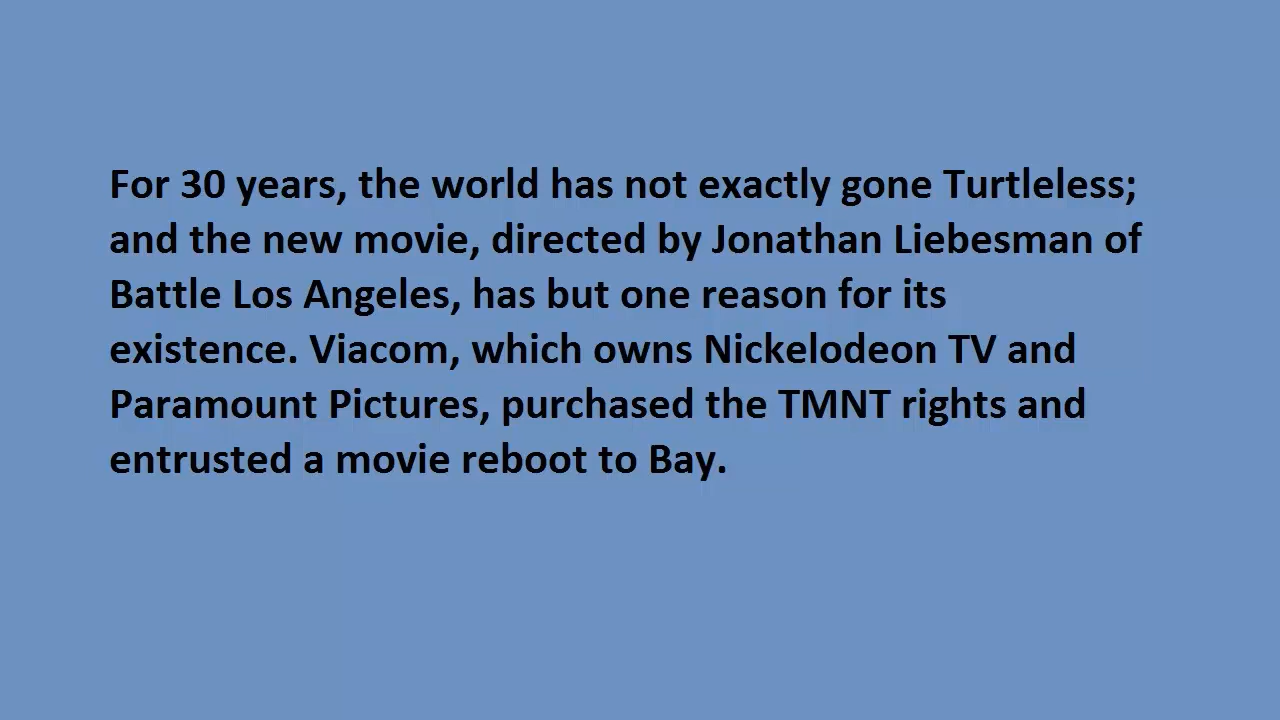 For 30 years, the world has not exactly gone Turtleless;
and the new movie, directed by Jonathan Liebesman of
Battle Los Angeles, has but one reason for its
existence. Viacom, which owns Nickelodeon TV and
Paramount Pictures, purchased the TMNT rights and
entrusted a movie reboot to Bay.